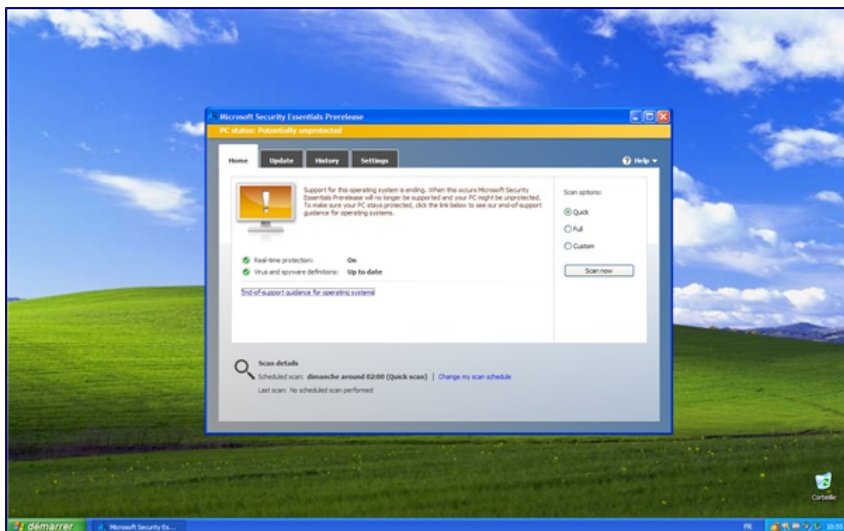 Microsoft Security Essentials Prerelease
PC status: Potentially unprotected
Home Update History Settings Help
Support for this operating system is ending. When this occurs Microsoft Security
Essentials Prerelease will no longer be supported and your PC might be unprotected.
To make sure your PC stays protected, click the link below to see our end-of-support
guidance for operating systems.
Scan options:
Quick
Full
Custom
Scan now
Real-time protection: On
Virus and spyware definitions: Up to date
End-of-support guidance for operating systems
Scan details
Scheduled scan: dimanche around 02:00 (Quick scan) | Change my scan schedule
Last scan: No scheduled scan performed
Corbeille
démarrer Microsoft Security Es... FR 10:55